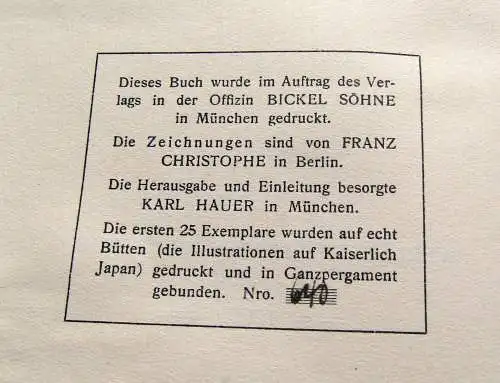 Dieses Buch wurde im Auftrag des Ver-
lags in der Offizin BICKEL SÖHNE
in München gedruckt.
Die Zeichnungen sind von FRANZ
CHRISTOPHE in Berlin.
Die Herausgabe und Einleitung besorgte
KARL HAUER in München.
Die ersten 25 Exemplare wurden auf echt
Bütten (die Illustrationen auf Kaiserlich
Japan) gedruckt und in Ganzpergament
gebunden. Nro.